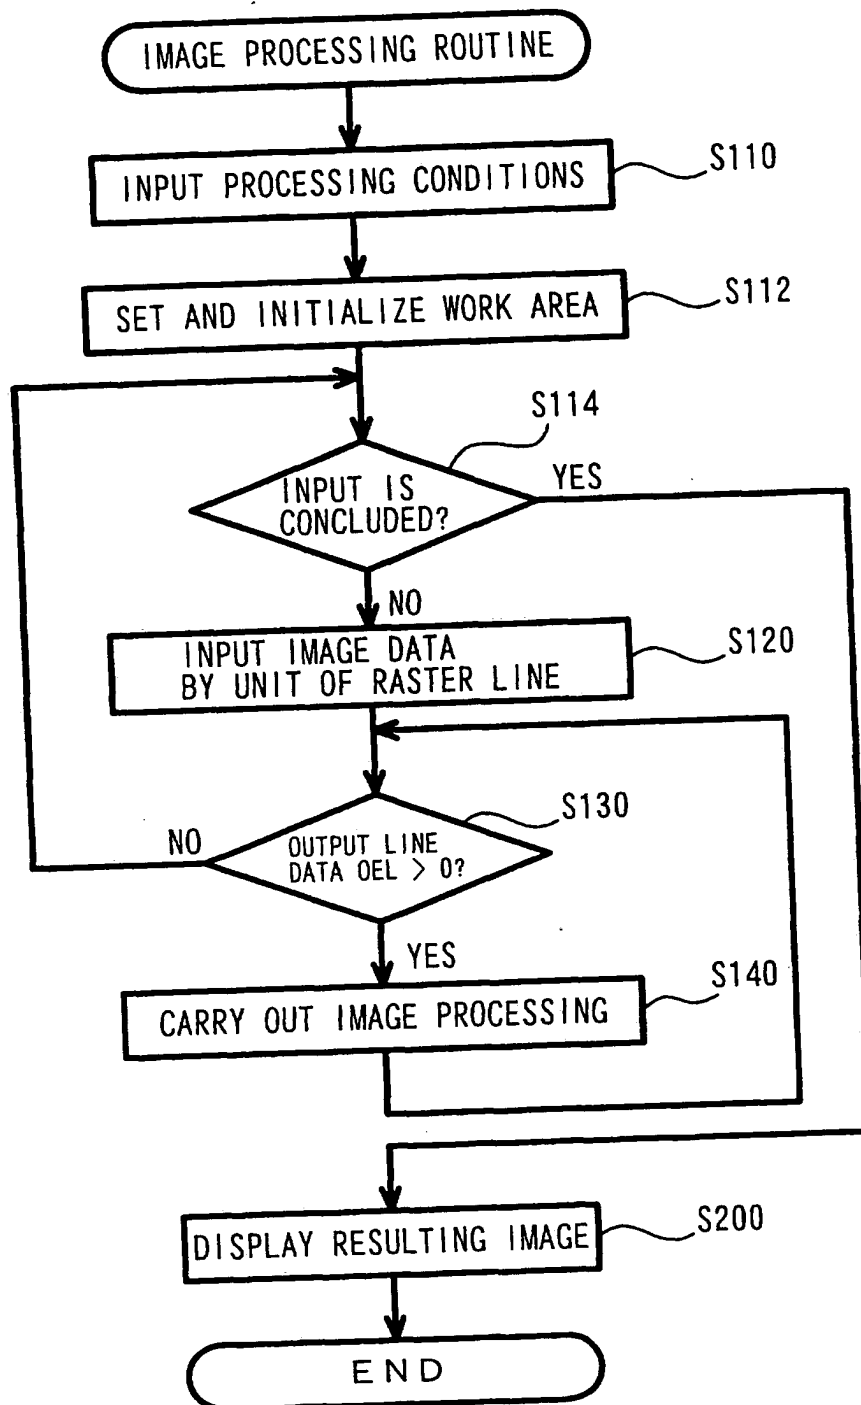 IMAGE PROCESSING ROUTINE
INPUT PROCESSING CONDITIONS
S110
SET AND INITIALIZE WORK AREA
S112
S114
INPUT IS
CONCLUDED?
YES
NO
INPUT IMAGE DATA
BY UNIT OF RASTER LINE
S120
S130
NO
OUTPUT LINE
DATA OEL > 0?
YES
S140
CARRY OUT IMAGE PROCESSING
DISPLAY RESULTING IMAGE
S200
END